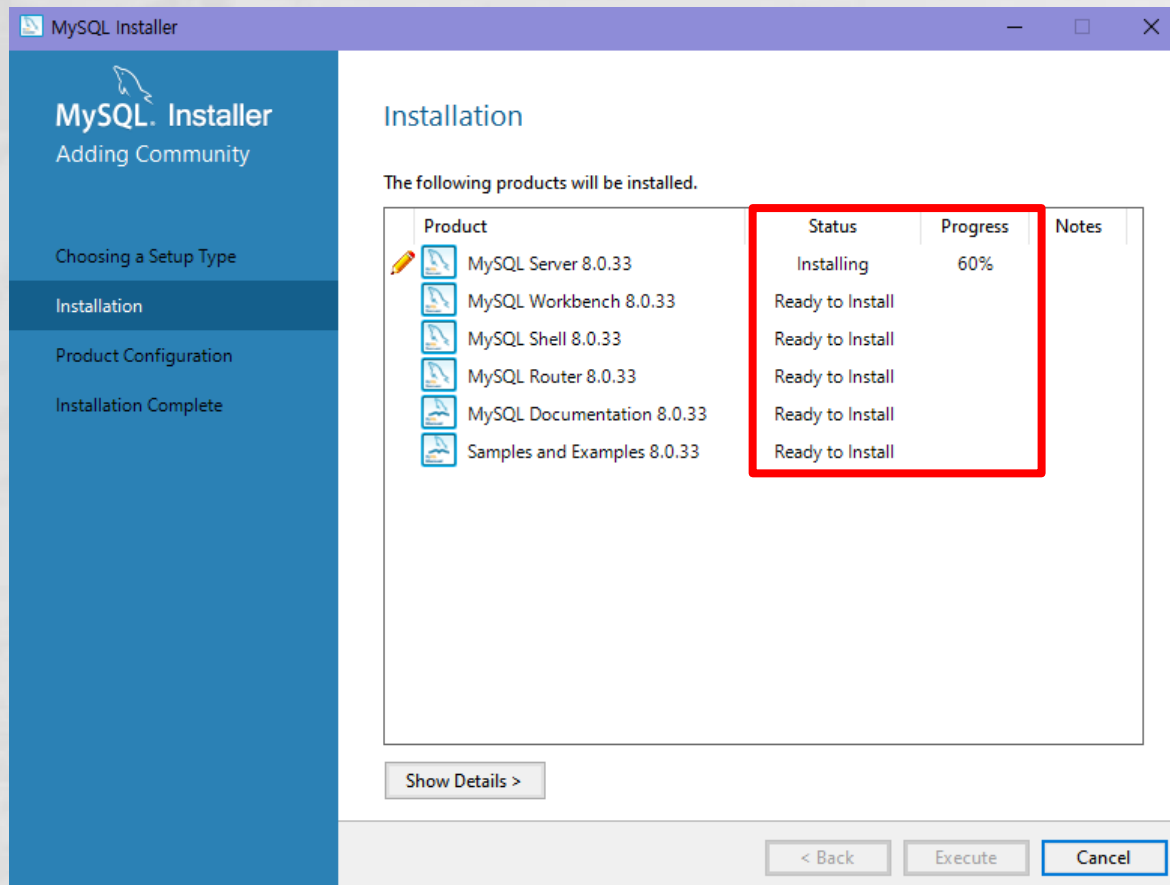 MySQL Installer
MySQL. Installer
Adding Community
Choosing a Setup Type
Installation
Product Configuration
Installation Complete
Installation
The following products will be installed.
Product Status Progress Notes
MySQL Server 8.0.33 Installing 60%
MySQL Workbench 8.0.33 Ready to Install
MySQL Shell 8.0.33 Ready to Install
MySQL Router 8.0.33 Ready to Install
MySQL Documentation 8.0.33 Ready to Install
Samples and Examples 8.0.33 Ready to Install
Show Details >
< Back Execute Cancel